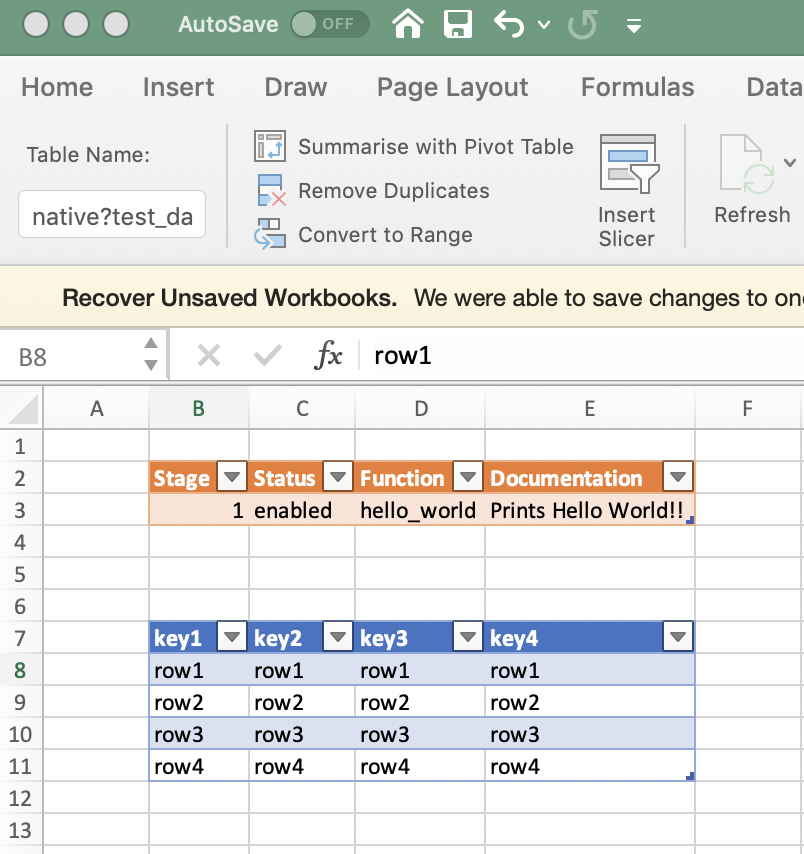 AutoSave OFF
Home Insert Draw Page Layout Formulas Data
Table Name:
native?test_da
Summarise with Pivot Table
Remove Duplicates
Convert to Range
Insert
Slicer
Refresh
Recover Unsaved Workbooks. We were able to save changes to one
B8 fx row1
A B C D E F
1
2 Stage Status Function Documentation
3 1 enabled hello_world Prints Hello World!!
4
5
6
7 key1 key2 key3 key4
8 row1 row1 row1 row1
9 row2 row2 row2 row2
10 row3 row3 row3 row3
11 row4 row4 row4 row4
12
13